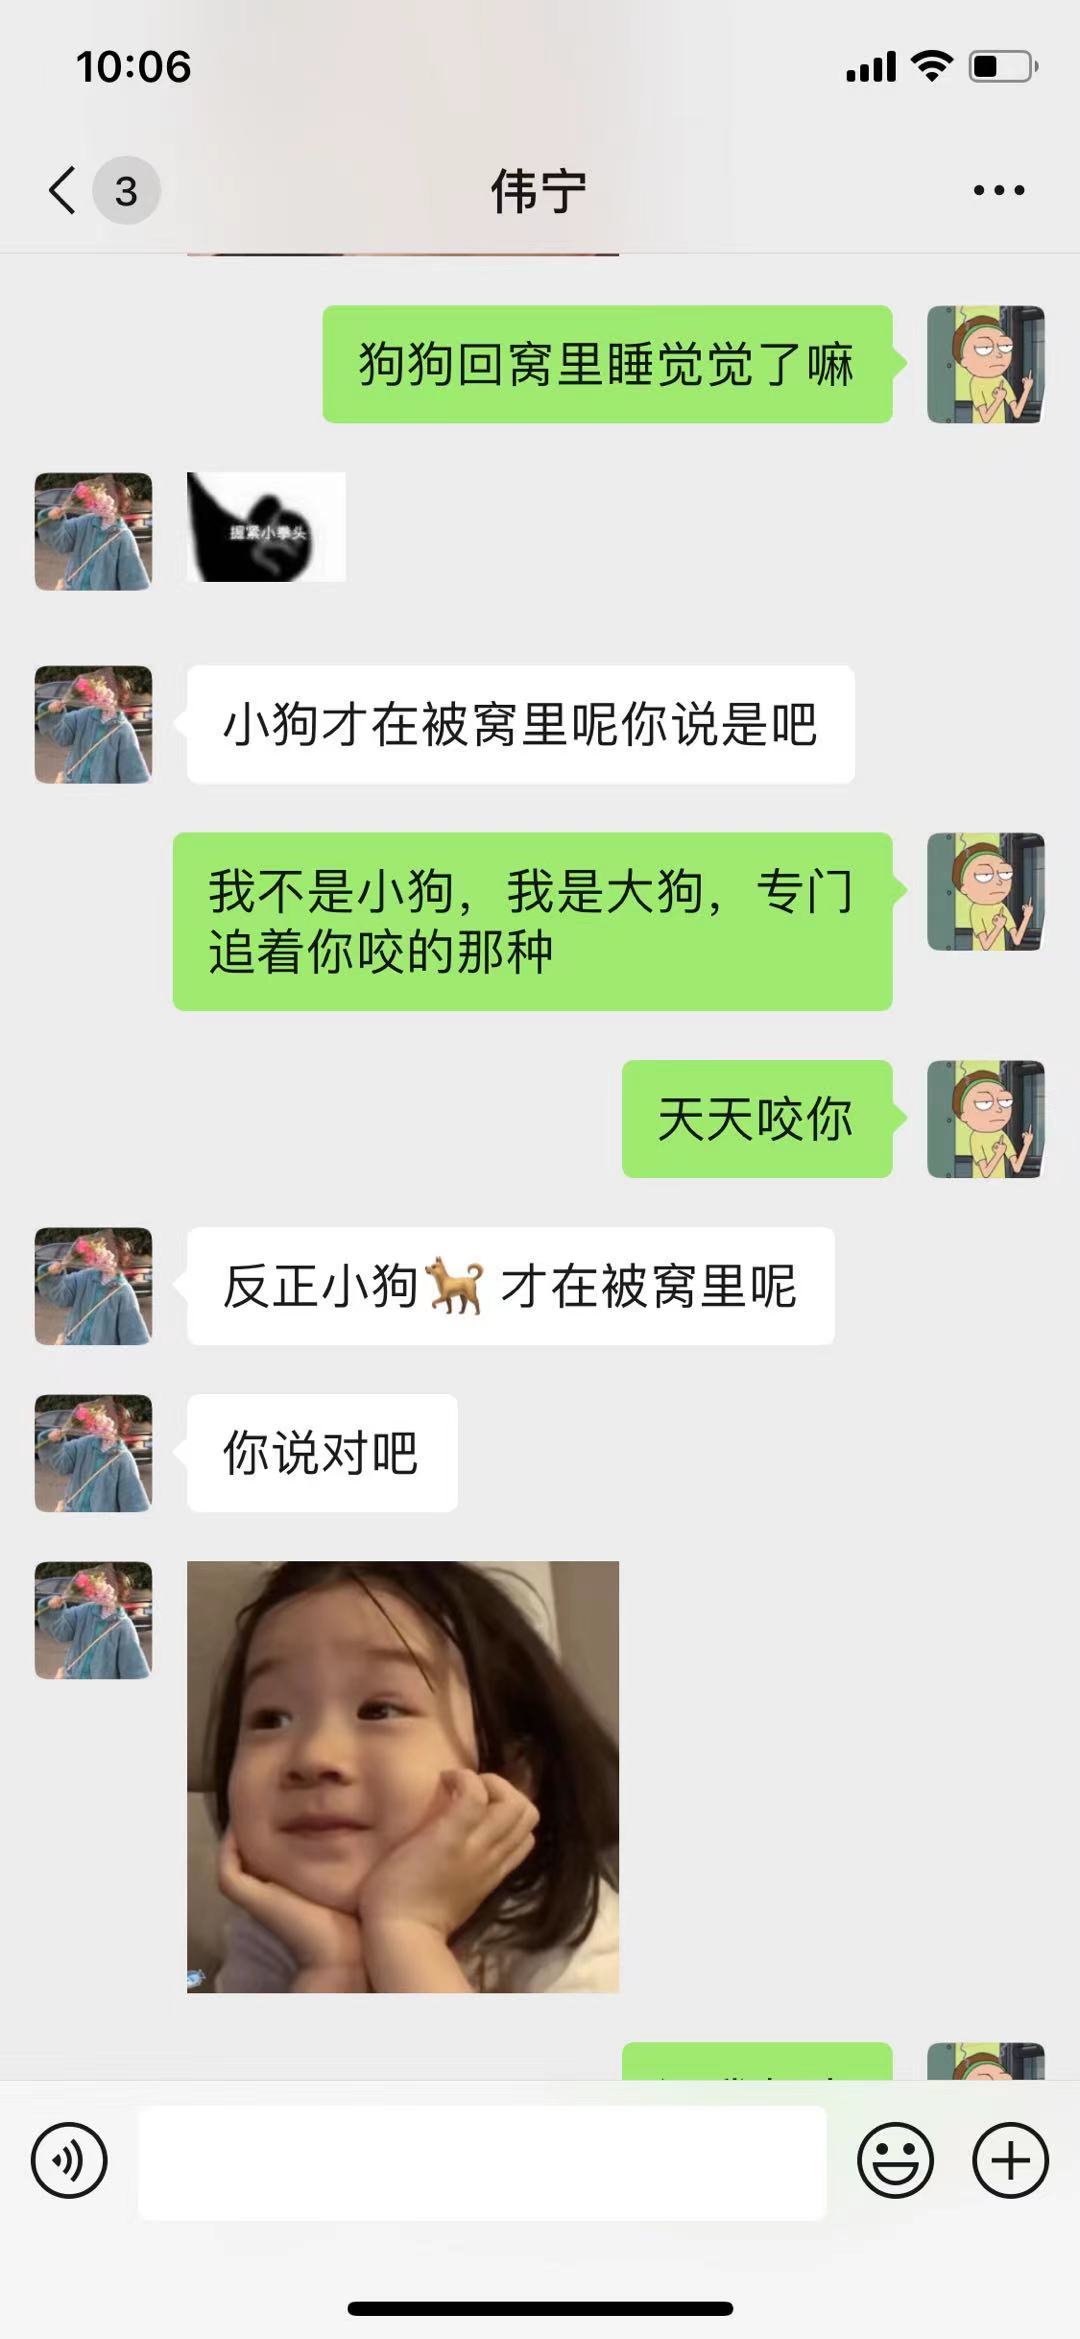 10:06
3
伟宁
狗狗回窝里睡觉觉了嘛
握紧小拳头
小狗才在被窝里呢你说是吧
我不是小狗，我是大狗，专门
追着你咬的那种
天天咬你
反正小狗🐕才在被窝里呢
你说对吧